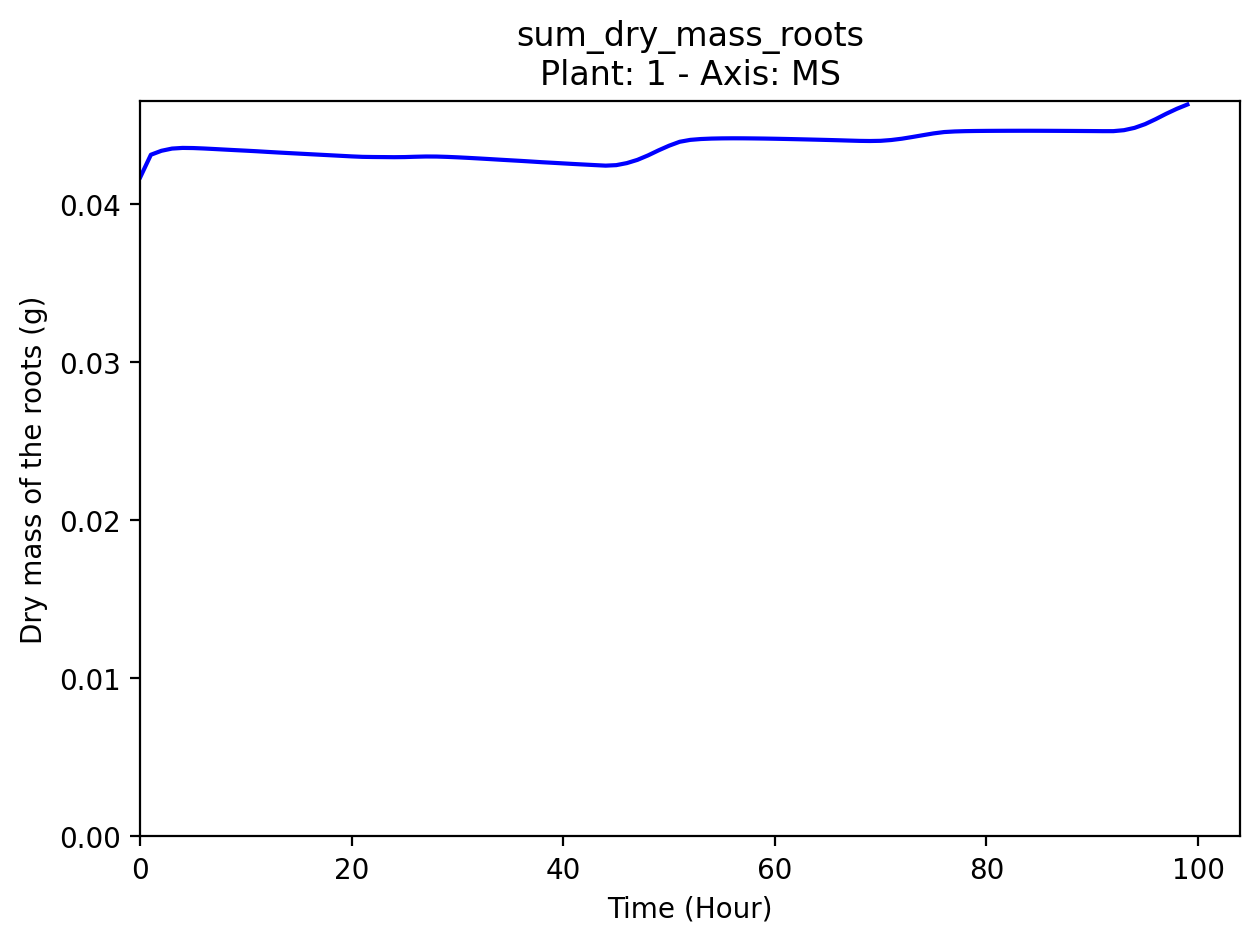 sum_dry_mass_roots
Plant: 1 - Axis: MS
Dry mass of the roots (g)
0.04
0.03
0.02
0.01
0.00
0 20 40 60 80 100
Time (Hour)